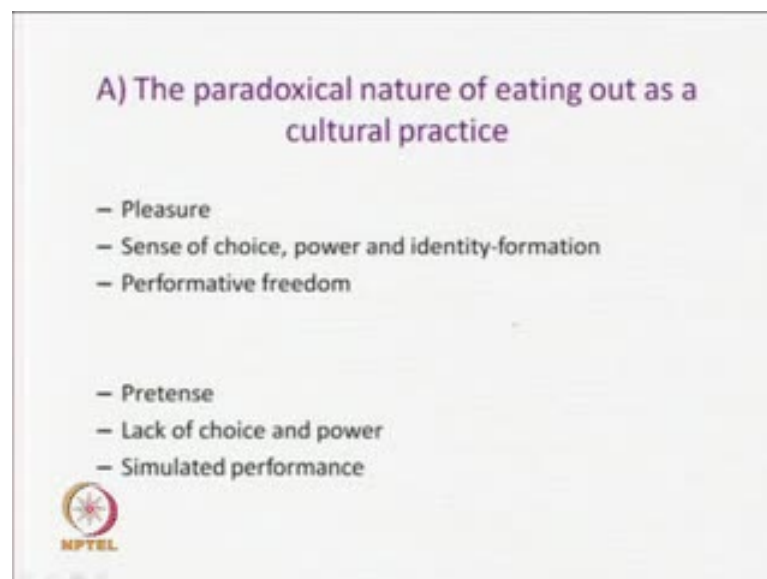 A) The paradoxical nature of eating out as a
cultural practice
– Pleasure
– Sense of choice, power and identity-formation
– Performative freedom
– Pretense
– Lack of choice and power
– Simulated performance
NPTEL